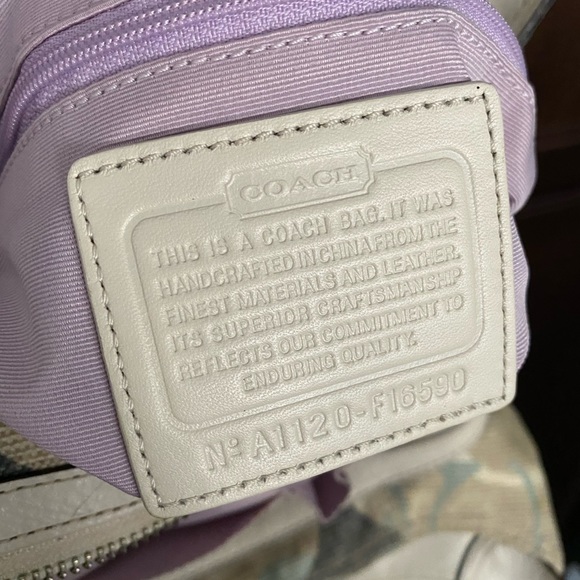 COACH
THIS IS A COACH BAG. IT WAS
HANDCRAFTED IN CHINA FROM THE
FINEST MATERIALS AND LEATHER.
ITS SUPERIOR CRAFTSMANSHIP
REFLECTS OUR COMMITMENT TO
ENDURING QUALITY.
Nº A1120-F16590